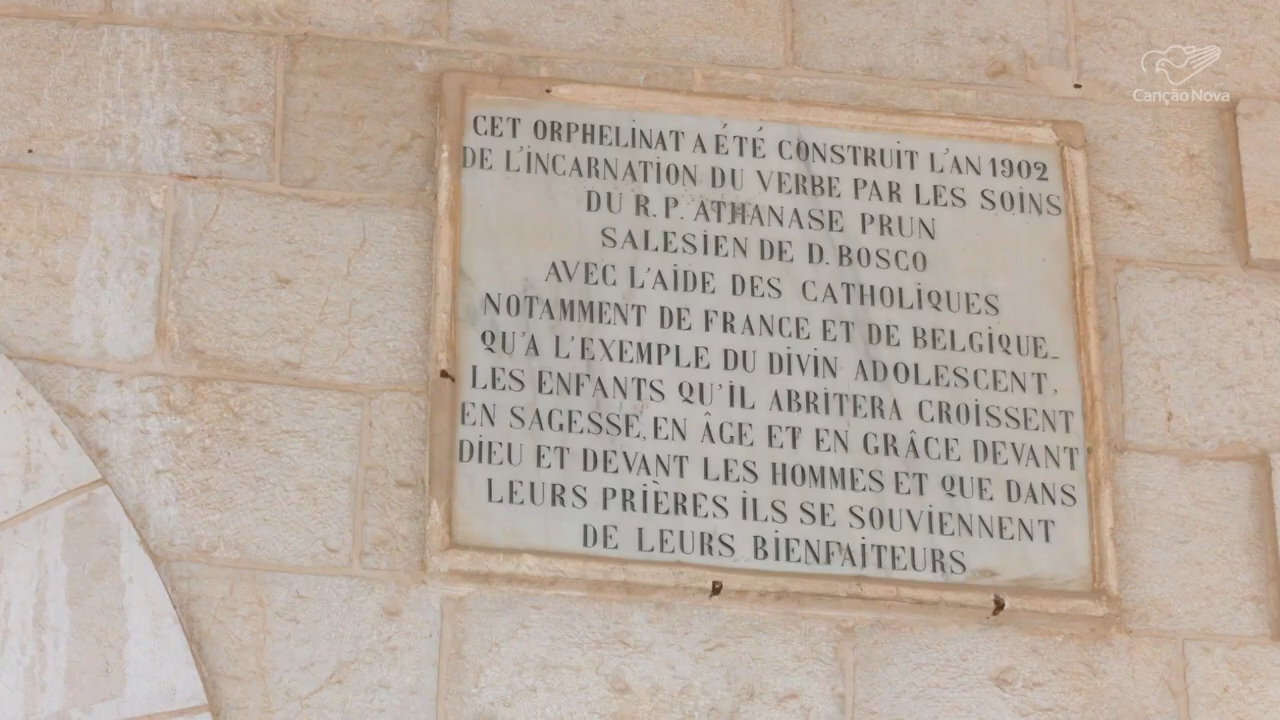 Canção Nova
CET ORPHELINAT A ÉTÉ CONSTRUIT L'AN 1902
DE L'INCARNATION DU VERBE PAR LES SOINS
DU R. P. ATHANASE PRUN
SALESIEN DE D. BOSCO
AVEC L'AIDE DES CATHOLIQUES
NOTAMMENT DE FRANCE ET DE BELGIQUE_
QU'A L'EXEMPLE DU DIVIN ADOLESCENT,
LES ENFANTS QU'IL ABRITERA CROISSENT
EN SAGESSE, EN ÂGE ET EN GRÂCE DEVANT
DIEU ET DEVANT LES HOMMES ET QUE DANS
LEURS PRIÈRES ILS SE SOUVIENNENT
DE LEURS BIENFAITEURS